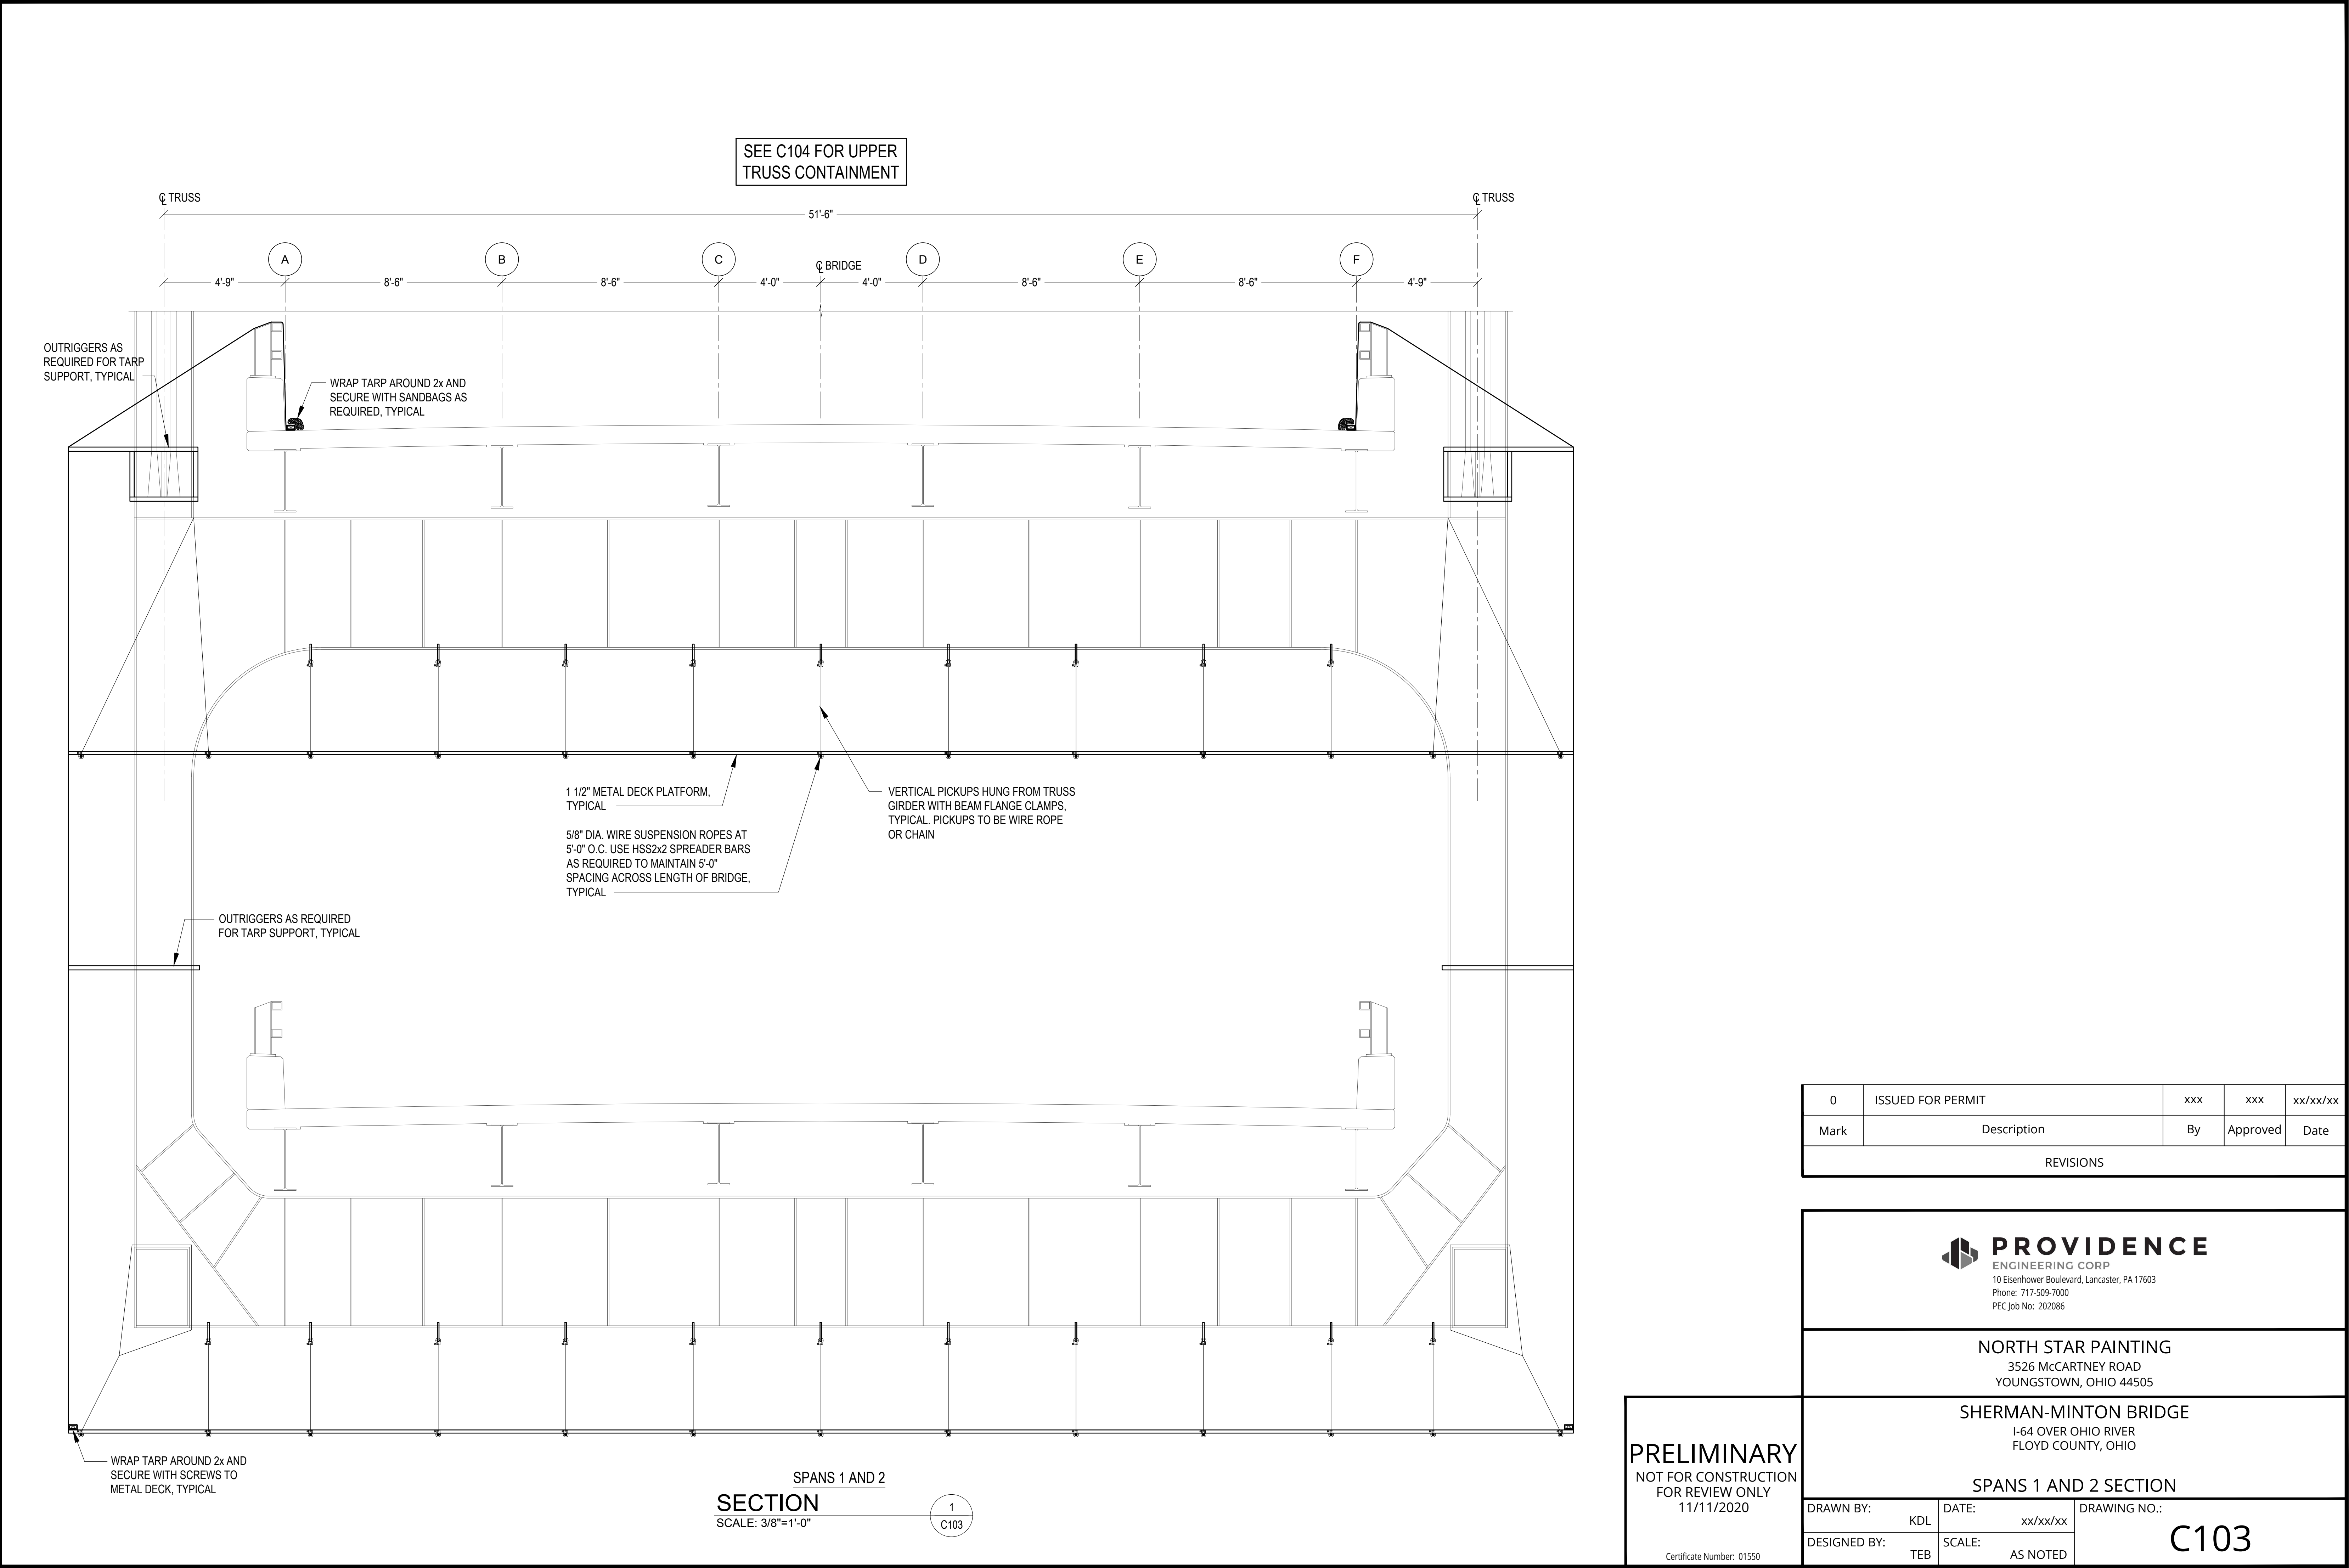 SEE C104 FOR UPPER
TRUSS CONTAINMENT
℄ TRUSS
℄ TRUSS
51'-6"
A
B
C
℄ BRIDGE
D
E
F
4'-9"
8'-6"
8'-6"
4'-0"
4'-0"
8'-6"
8'-6"
4'-9"
OUTRIGGERS AS
REQUIRED FOR TARP
SUPPORT, TYPICAL
WRAP TARP AROUND 2x AND
SECURE WITH SANDBAGS AS
REQUIRED, TYPICAL
1 1/2" METAL DECK PLATFORM,
TYPICAL
5/8" DIA. WIRE SUSPENSION ROPES AT
5'-0" O.C. USE HSS2x2 SPREADER BARS
AS REQUIRED TO MAINTAIN 5'-0"
SPACING ACROSS LENGTH OF BRIDGE,
TYPICAL
VERTICAL PICKUPS HUNG FROM TRUSS
GIRDER WITH BEAM FLANGE CLAMPS,
TYPICAL. PICKUPS TO BE WIRE ROPE
OR CHAIN
OUTRIGGERS AS REQUIRED
FOR TARP SUPPORT, TYPICAL
WRAP TARP AROUND 2x AND
SECURE WITH SCREWS TO
METAL DECK, TYPICAL
SPANS 1 AND 2
SECTION
SCALE: 3/8"=1'-0"
1
C103
0 ISSUED FOR PERMIT xxx xxx xx/xx/xx
Mark Description By Approved Date
REVISIONS
PROVIDENCE
ENGINEERING CORP
10 Eisenhower Boulevard, Lancaster, PA 17603
Phone: 717-509-7000
PEC Job No: 202086
NORTH STAR PAINTING
3526 McCARTNEY ROAD
YOUNGSTOWN, OHIO 44505
PRELIMINARY
NOT FOR CONSTRUCTION
FOR REVIEW ONLY
11/11/2020
Certificate Number: 01550
SHERMAN-MINTON BRIDGE
I-64 OVER OHIO RIVER
FLOYD COUNTY, OHIO
SPANS 1 AND 2 SECTION
DRAWN BY: KDL
DATE: xx/xx/xx
DRAWING NO.:
C103
DESIGNED BY: TEB
SCALE: AS NOTED